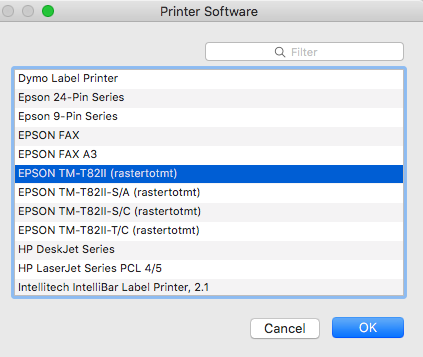 Printer Software
Filter
Dymo Label Printer
Epson 24-Pin Series
Epson 9-Pin Series
EPSON FAX
EPSON FAX A3
EPSON TM-T82II (rastertotmt)
EPSON TM-T82II-S/A (rastertotmt)
EPSON TM-T82II-S/C (rastertotmt)
EPSON TM-T82II-T/C (rastertotmt)
HP DeskJet Series
HP LaserJet Series PCL 4/5
Intellitech IntelliBar Label Printer, 2.1
Cancel
OK